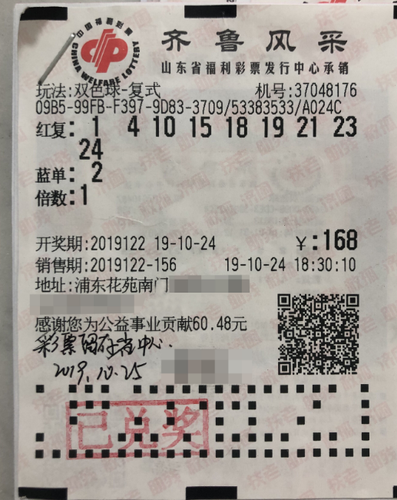 中国福利彩票
CHINA WELFARE LOTTERY
齐鲁风采
山东省福利彩票发行中心承销
玩法:双色球-复式 机号:37048176
09B5-99FB-F397-9D83-3709/53383533/A024C
红复: 1 4 10 15 18 19 21 23
24
蓝单: 2
倍数:1
开奖期:2019122 19-10-24 ¥:168
销售期:2019122-156 19-10-24 18:30:10
地址:浦东花苑南门
感谢您为公益事业贡献60.48元
彩票中心.
2019.10.25
已兑奖